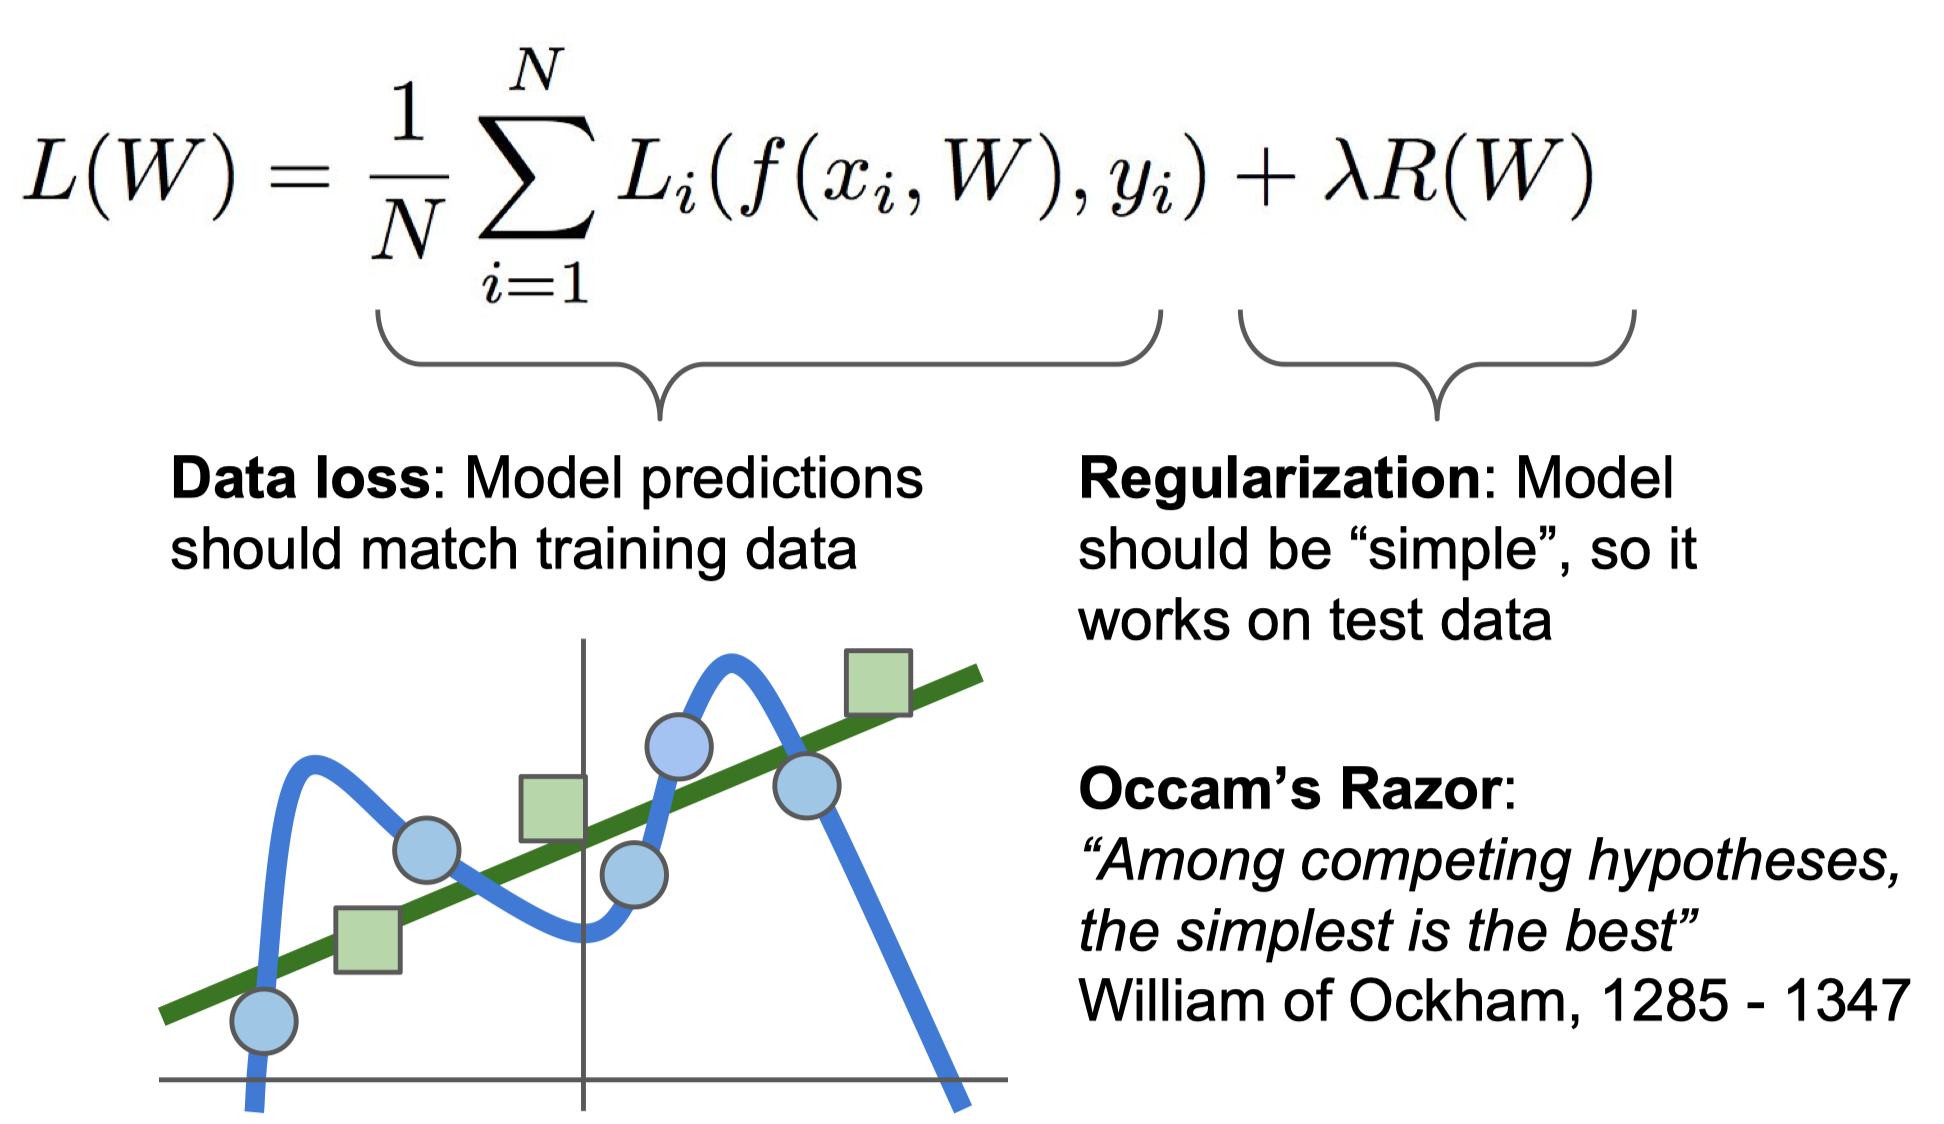 L(W) = \frac{1}{N} \sum_{i=1}^{N} L_i(f(x_i, W), y_i) + λR(W)
Data loss: Model predictions
should match training data
Regularization: Model
should be “simple”, so it
works on test data
Occam’s Razor:
“Among competing hypotheses,
the simplest is the best”
William of Ockham, 1285 - 1347